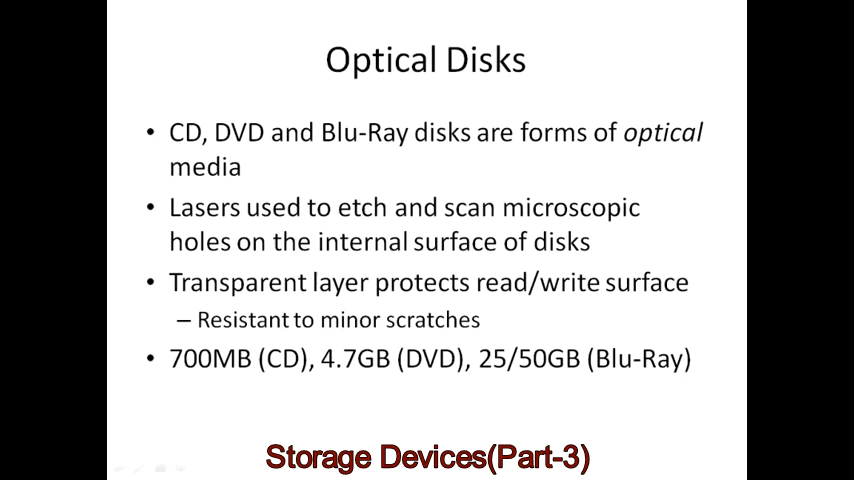 Optical Disks
• CD, DVD and Blu-Ray disks are forms of optical
media
• Lasers used to etch and scan microscopic
holes on the internal surface of disks
• Transparent layer protects read/write surface
– Resistant to minor scratches
• 700MB (CD), 4.7GB (DVD), 25/50GB (Blu-Ray)
Storage Devices(Part-3)